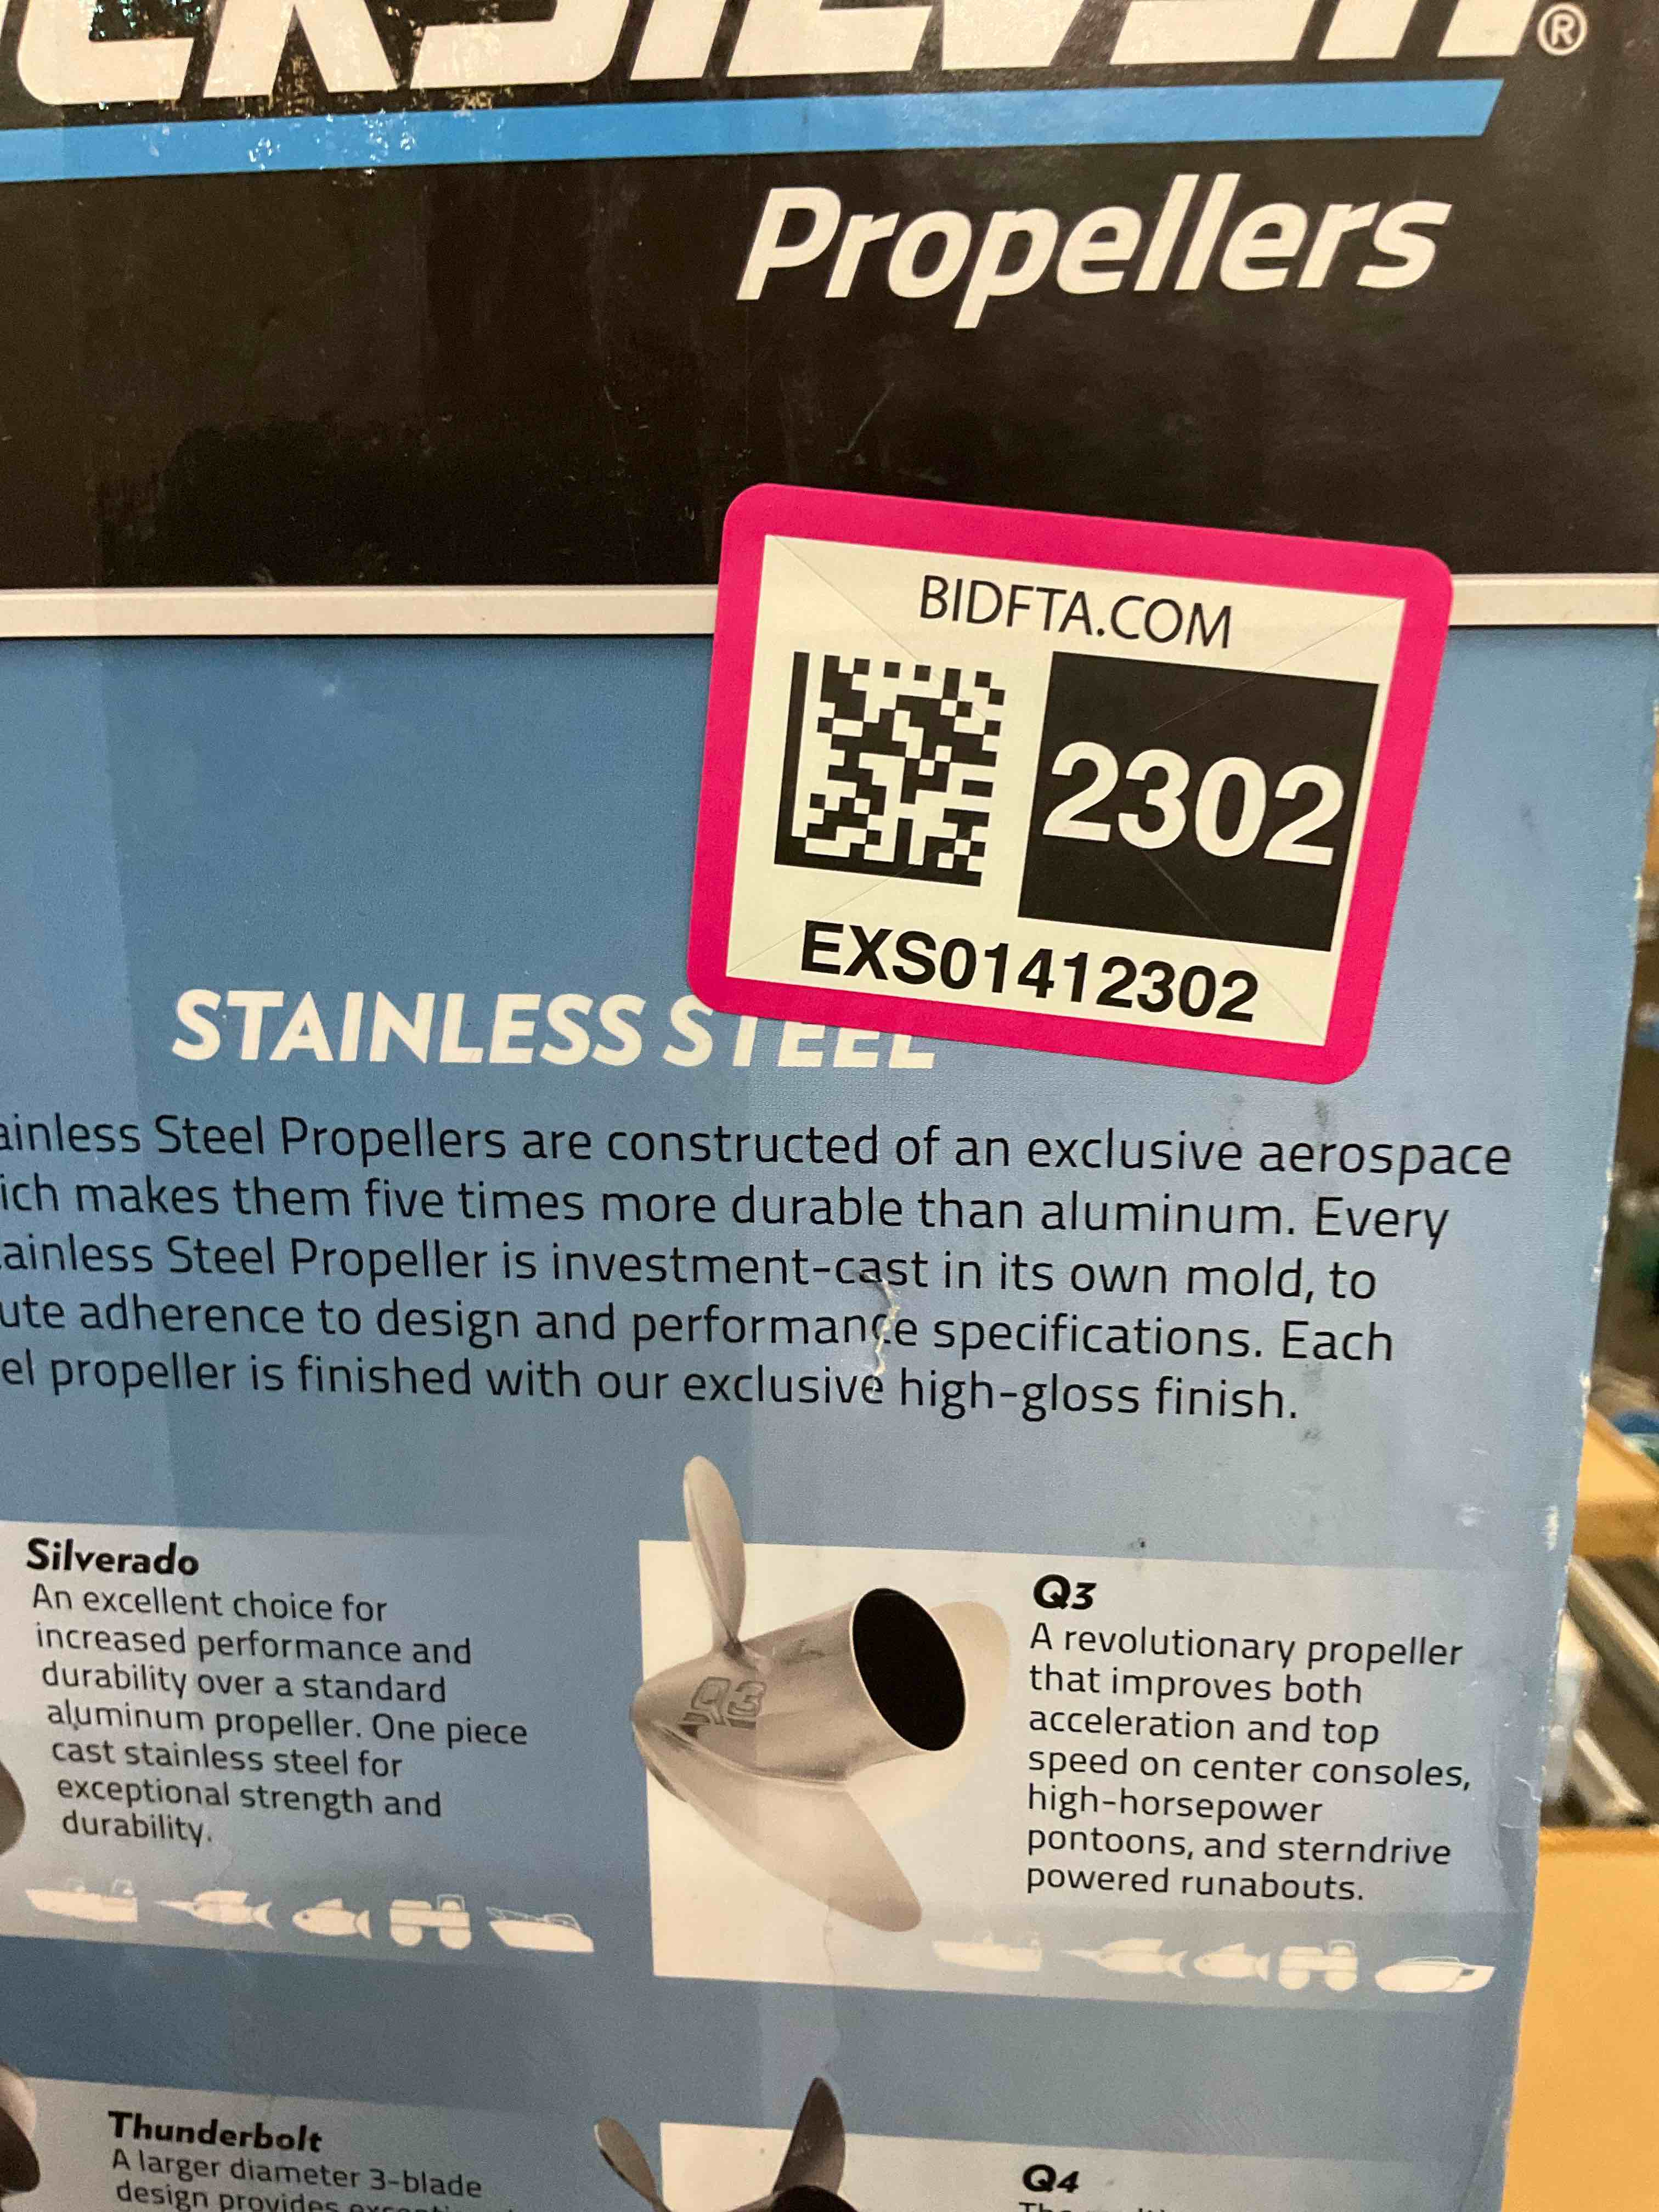 CKSILVER®
Propellers
BIDFTA.COM
2302
EXS01412302
STAINLESS STEEL
ainless Steel Propellers are constructed of an exclusive aerospace
ich makes them five times more durable than aluminum. Every
ainless Steel Propeller is investment-cast in its own mold, to
ute adherence to design and performance specifications. Each
el propeller is finished with our exclusive high-gloss finish.
Silverado
An excellent choice for
increased performance and
durability over a standard
aluminum propeller. One piece
cast stainless steel for
exceptional strength and
durability.
Q3
Q3
A revolutionary propeller
that improves both
acceleration and top
speed on center consoles,
high-horsepower
pontoons, and sterndrive
powered runabouts.
Thunderbolt
A larger diameter 3-blade
design provides
Q4